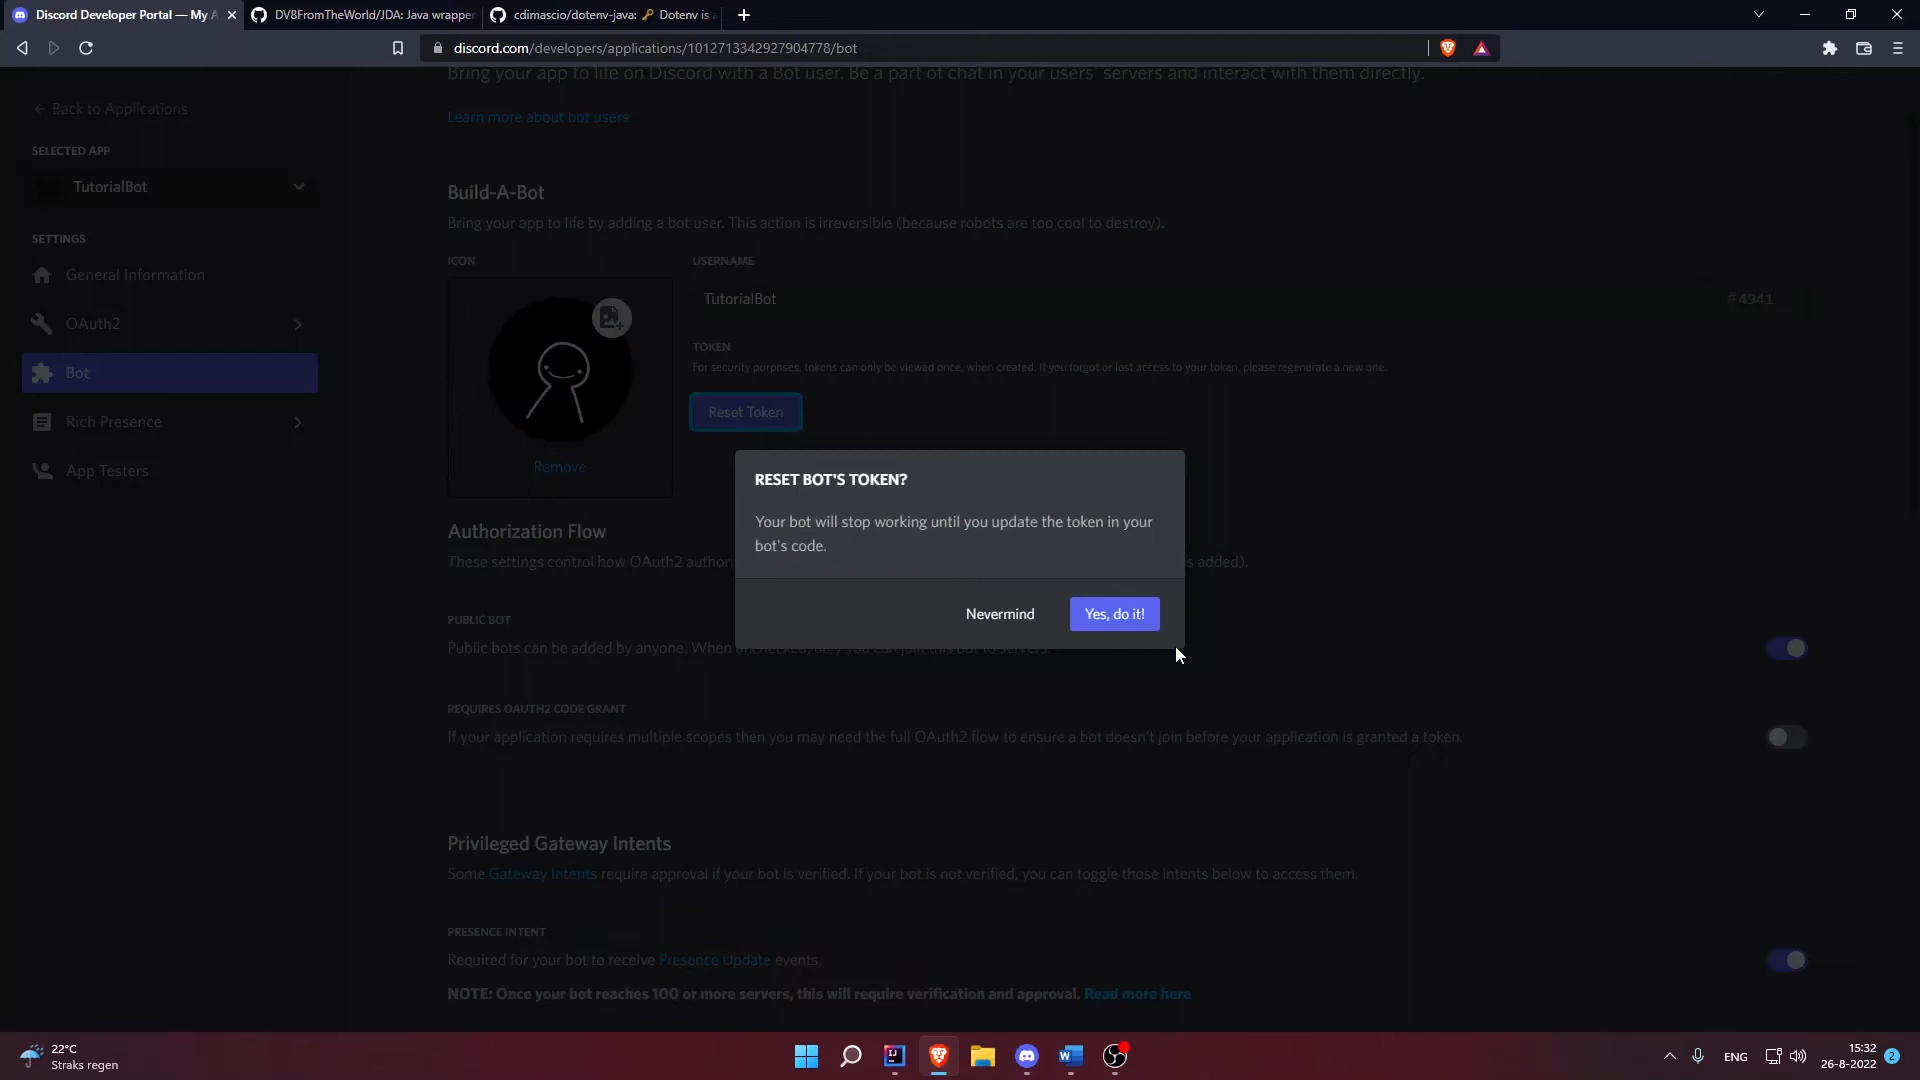 Discord Developer Portal — My A
DV8FromTheWorld/JDA: Java wrapper
cdimascio/dotenv-java: 🔑 Dotenv is a
discord.com/developers/applications/1012713342927904778/bot
Bring your app to life on Discord with a Bot user. Be a part of chat in your users' servers and interact with them directly.
← Back to Applications
Learn more about bot users
SELECTED APP
TutorialBot
Build-A-Bot
Bring your app to life by adding a bot user. This action is irreversible (because robots are too cool to destroy).
SETTINGS
General Information
OAuth2
Bot
Rich Presence
App Testers
ICON
Remove
USERNAME
TutorialBot
#4941
TOKEN
For security purposes, tokens can only be viewed once, when created. If you forgot or lost access to your token, please regenerate a new one.
Reset Token
RESET BOT'S TOKEN?
Your bot will stop working until you update the token in your
bot's code.
Nevermind
Yes, do it!
Authorization Flow
These settings control how OAuth2 authori
s added).
PUBLIC BOT
Public bots can be added by anyone. When unchecked, only you can join this bot to servers.
REQUIRES OAUTH2 CODE GRANT
If your application requires multiple scopes then you may need the full OAuth2 flow to ensure a bot doesn't join before your application is granted a token.
Privileged Gateway Intents
Some Gateway Intents require approval if your bot is verified. If your bot is not verified, you can toggle those intents below to access them.
PRESENCE INTENT
Required for your bot to receive Presence Update events.
NOTE: Once your bot reaches 100 or more servers, this will require verification and approval. Read more here
22°C
Straks regen
IJ
W
ENG
15:32
26-8-2022
2